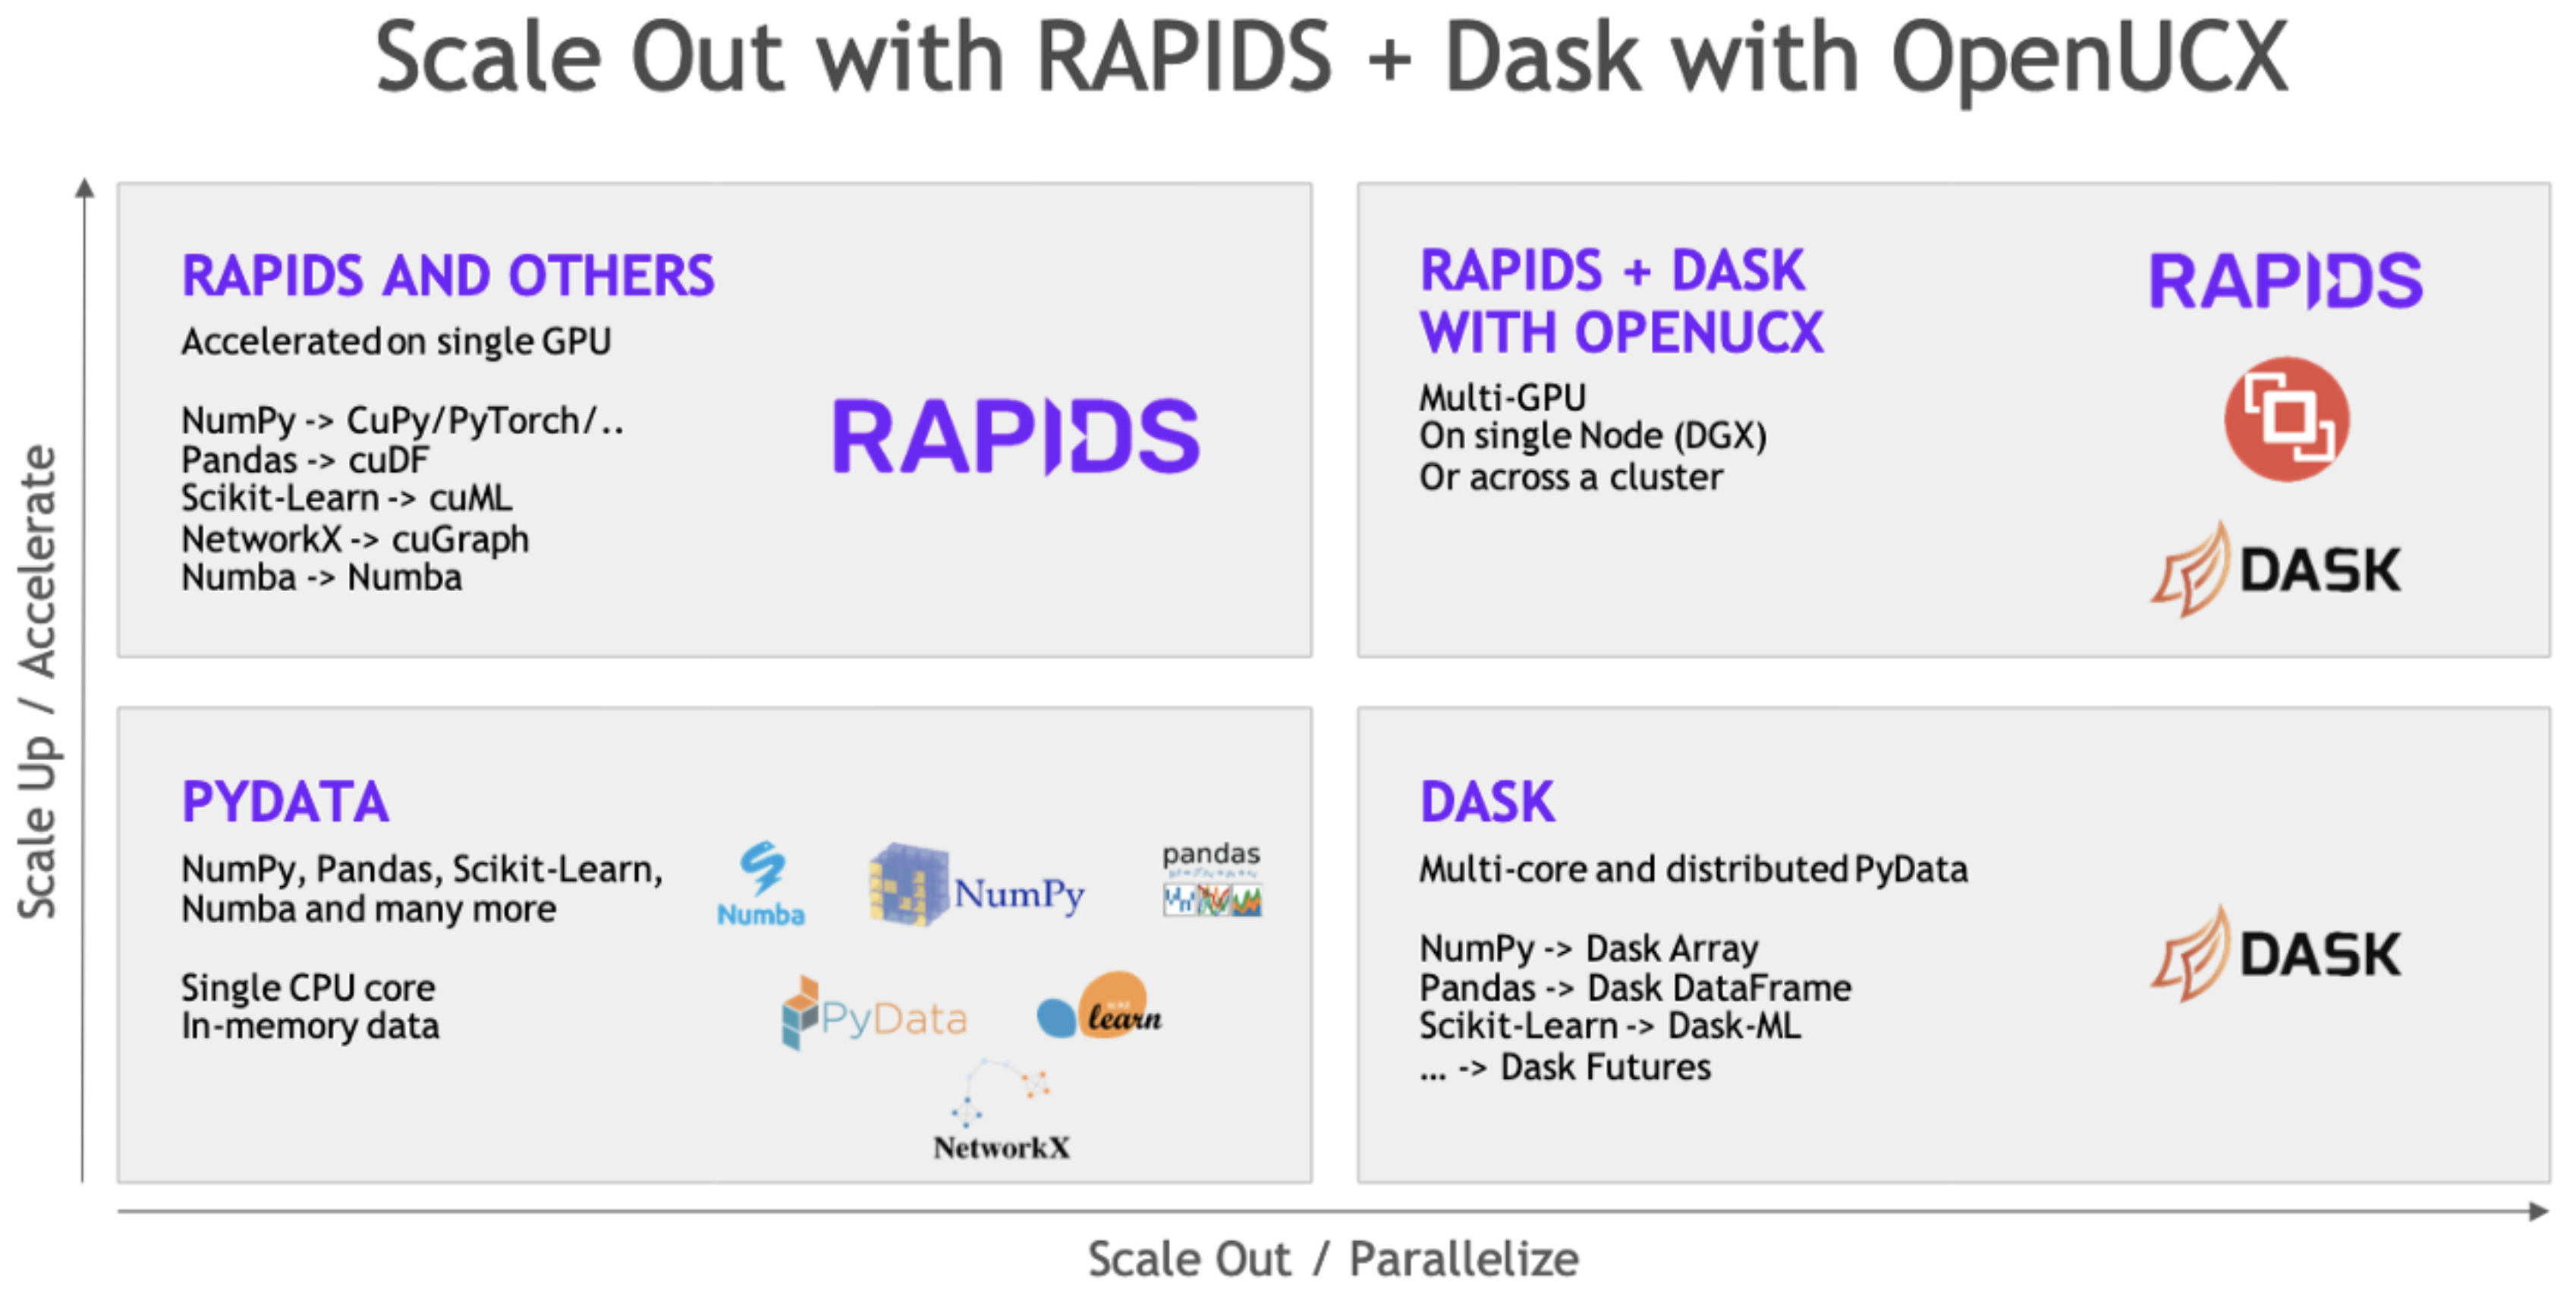 Scale Out with RAPIDS + Dask with OpenUCX
Scale Up / Accelerate
RAPIDS AND OTHERS
Accelerated on single GPU
NumPy -> CuPy/PyTorch/..
Pandas -> cuDF
Scikit-Learn -> cuML
NetworkX -> cuGraph
Numba -> Numba
RAPIDS
RAPIDS + DASK
WITH OPENUCX
Multi-GPU
On single Node (DGX)
Or across a cluster
RAPIDS
DASK
PYDATA
NumPy, Pandas, Scikit-Learn,
Numba and many more
Single CPU core
In-memory data
Numba
NumPy
pandas
PyData
learn
NetworkX
DASK
Multi-core and distributed PyData
NumPy -> Dask Array
Pandas -> Dask DataFrame
Scikit-Learn -> Dask-ML
... -> Dask Futures
DASK
Scale Out / Parallelize